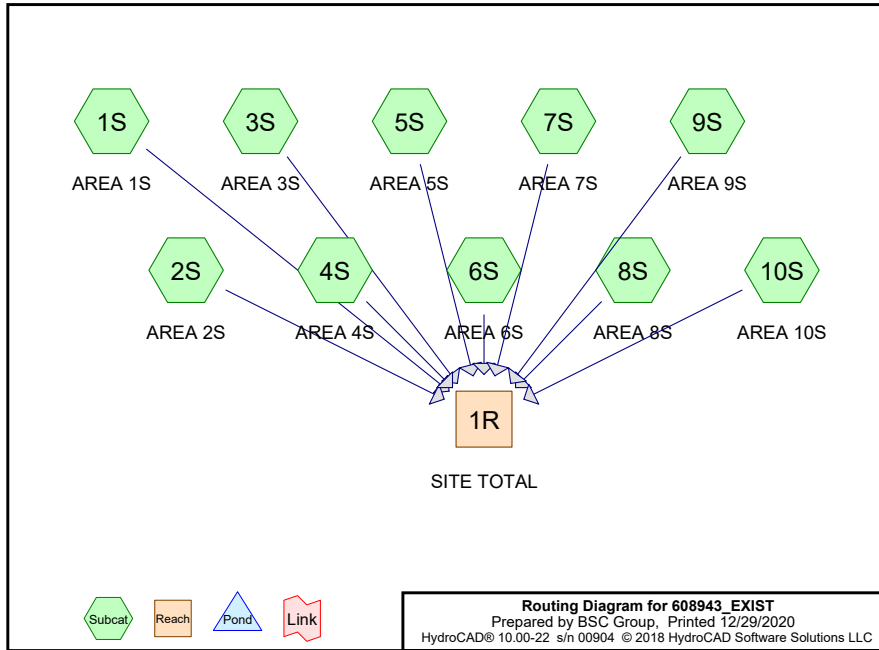 1S 3S 5S 7S 9S
AREA 1S AREA 3S AREA 5S AREA 7S AREA 9S
2S 4S 6S 8S 10S
AREA 2S AREA 4S AREA 6S AREA 8S AREA 10S
1R
SITE TOTAL
Subcat Reach Pond Link
Routing Diagram for 608943_EXIST
Prepared by BSC Group, Printed 12/29/2020
HydroCAD® 10.00-22 s/n 00904 © 2018 HydroCAD Software Solutions LLC